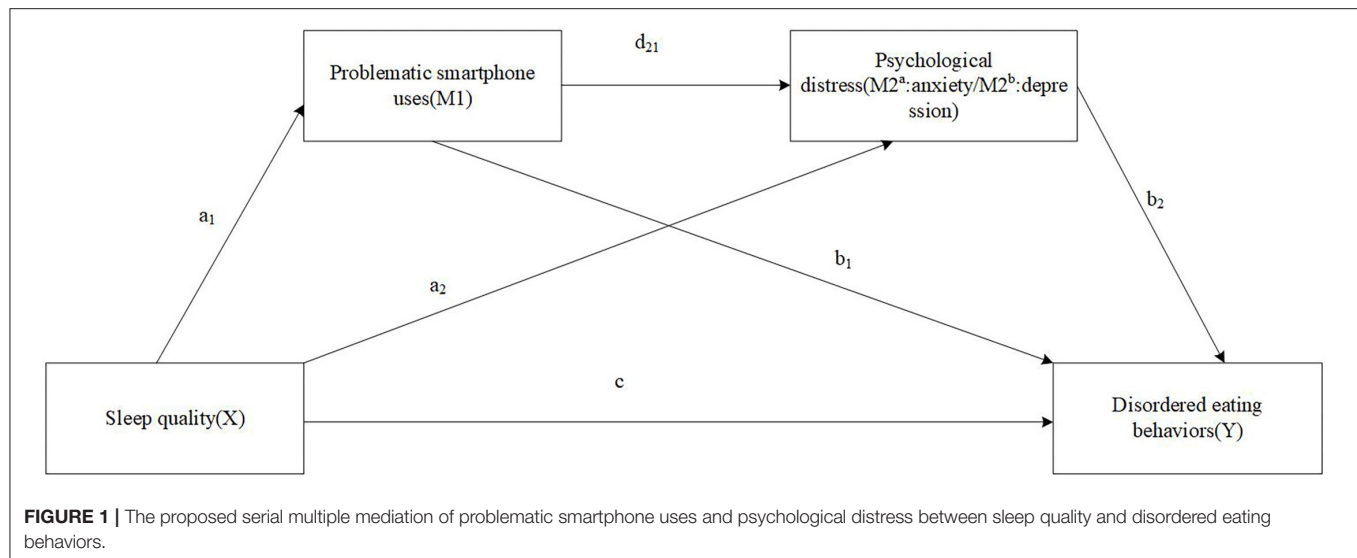 d₂₁
Problematic smartphone
uses(M1)
Psychological
distress(M2ᵃ:anxiety/M2ᵇ:depre
ssion)
a₁
b₂
b₁
a₂
c
Sleep quality(X)
Disordered eating
behaviors(Y)
FIGURE 1 | The proposed serial multiple mediation of problematic smartphone uses and psychological distress between sleep quality and disordered eating
behaviors.